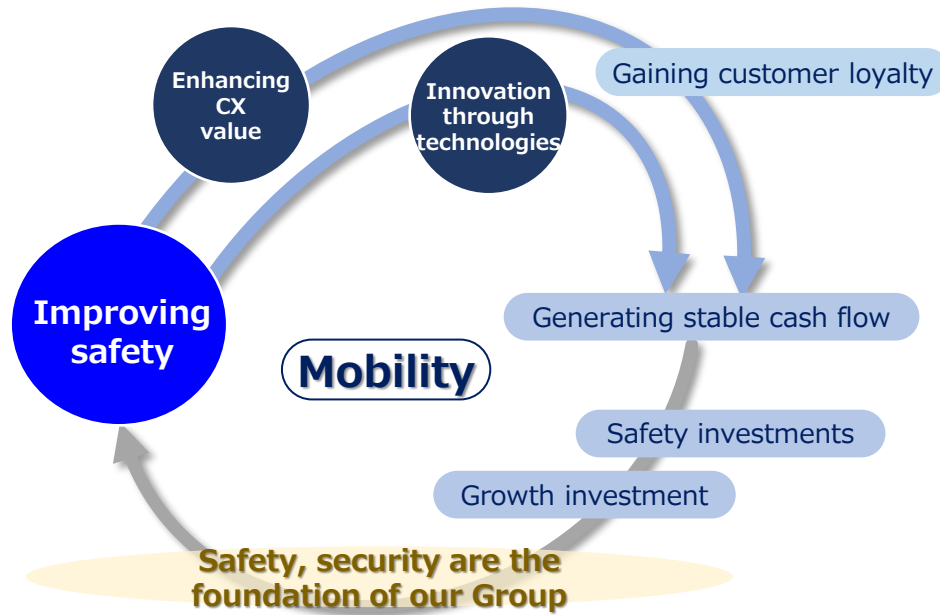 Enhancing
CX
value
Innovation
through
technologies
Gaining customer loyalty
Improving
safety
Generating stable cash flow
Mobility
Safety investments
Growth investment
Safety, security are the
foundation of our Group